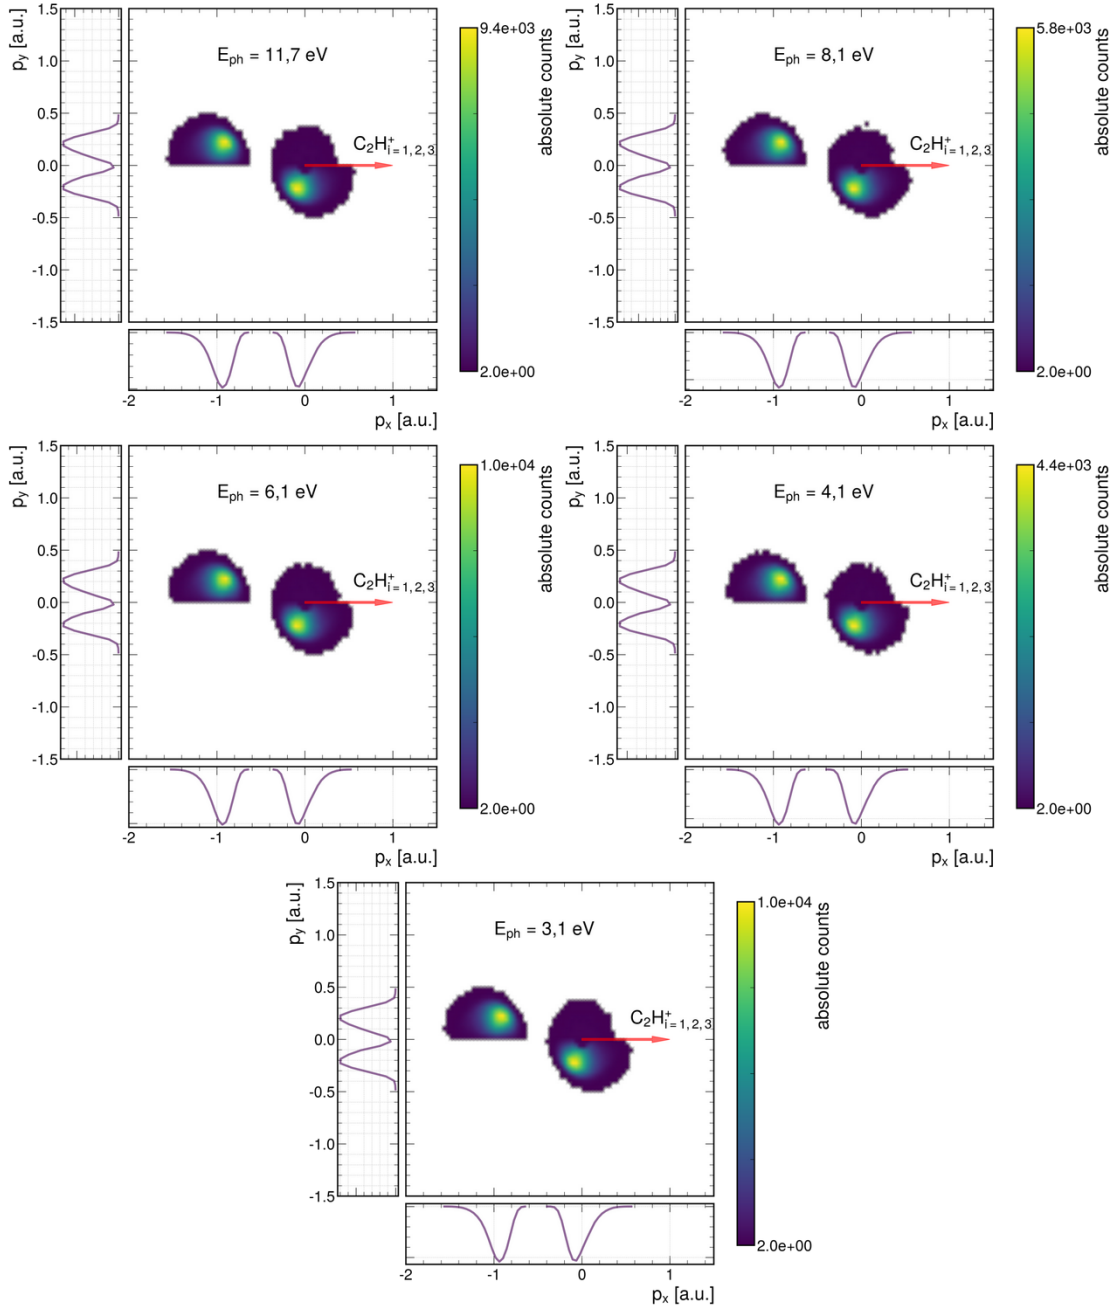 1.5
1.0
0.5
0.0
-0.5
-1.0
-1.5
p_y [a.u.]
E_ph = 11,7 eV
C₂H⁺ᵢ₌₁,₂,₃
-2
-1
0
1
p_x [a.u.]
9.4e+03
2.0e+00
absolute counts
1.5
1.0
0.5
0.0
-0.5
-1.0
-1.5
p_y [a.u.]
E_ph = 8,1 eV
C₂H⁺ᵢ₌₁,₂,₃
-2
-1
0
1
p_x [a.u.]
5.8e+03
2.0e+00
absolute counts
1.5
1.0
0.5
0.0
-0.5
-1.0
-1.5
p_y [a.u.]
E_ph = 6,1 eV
C₂H⁺ᵢ₌₁,₂,₃
-2
-1
0
1
p_x [a.u.]
1.0e+04
2.0e+00
absolute counts
1.5
1.0
0.5
0.0
-0.5
-1.0
-1.5
p_y [a.u.]
E_ph = 4,1 eV
C₂H⁺ᵢ₌₁,₂,₃
-2
-1
0
1
p_x [a.u.]
4.4e+03
2.0e+00
absolute counts
1.5
1.0
0.5
0.0
-0.5
-1.0
-1.5
p_y [a.u.]
E_ph = 3,1 eV
C₂H⁺ᵢ₌₁,₂,₃
-2
-1
0
1
p_x [a.u.]
1.0e+04
2.0e+00
absolute counts